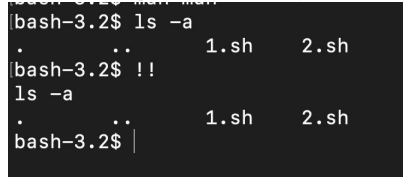 [bash-3.2$ ls -a
. .. 1.sh 2.sh
[bash-3.2$ !!
ls -a
. .. 1.sh 2.sh
bash-3.2$